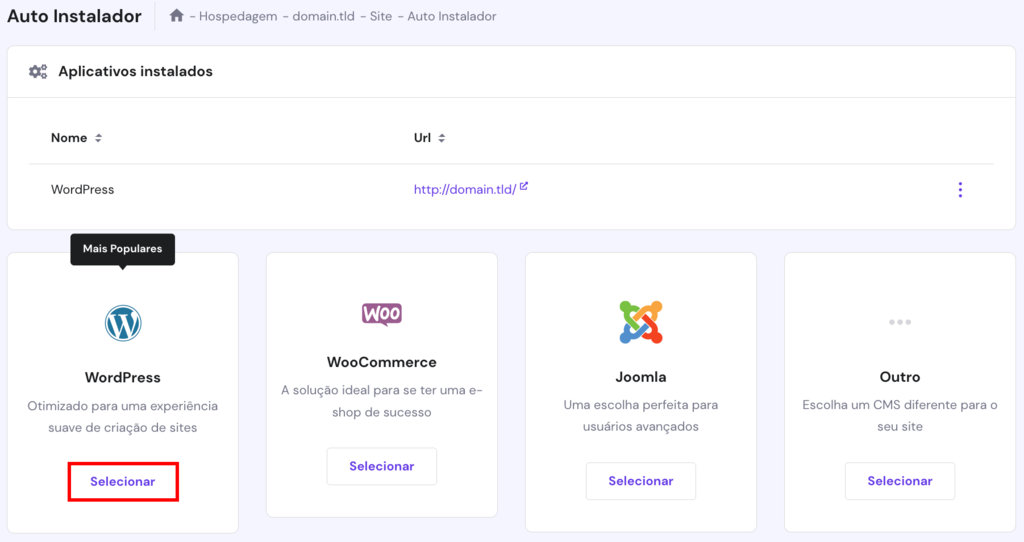 Auto Instalador
- Hospedagem - domain.tld - Site - Auto Instalador
Aplicativos instalados
Nome
Url
WordPress
http://domain.tld/
Mais Populares
WordPress
Otimizado para uma experiência
suave de criação de sites
Selecionar
Woo
WooCommerce
A solução ideal para se ter uma e-
shop de sucesso
Selecionar
Joomla
Uma escolha perfeita para
usuários avançados
Selecionar
Outro
Escolha um CMS diferente para o
seu site
Selecionar